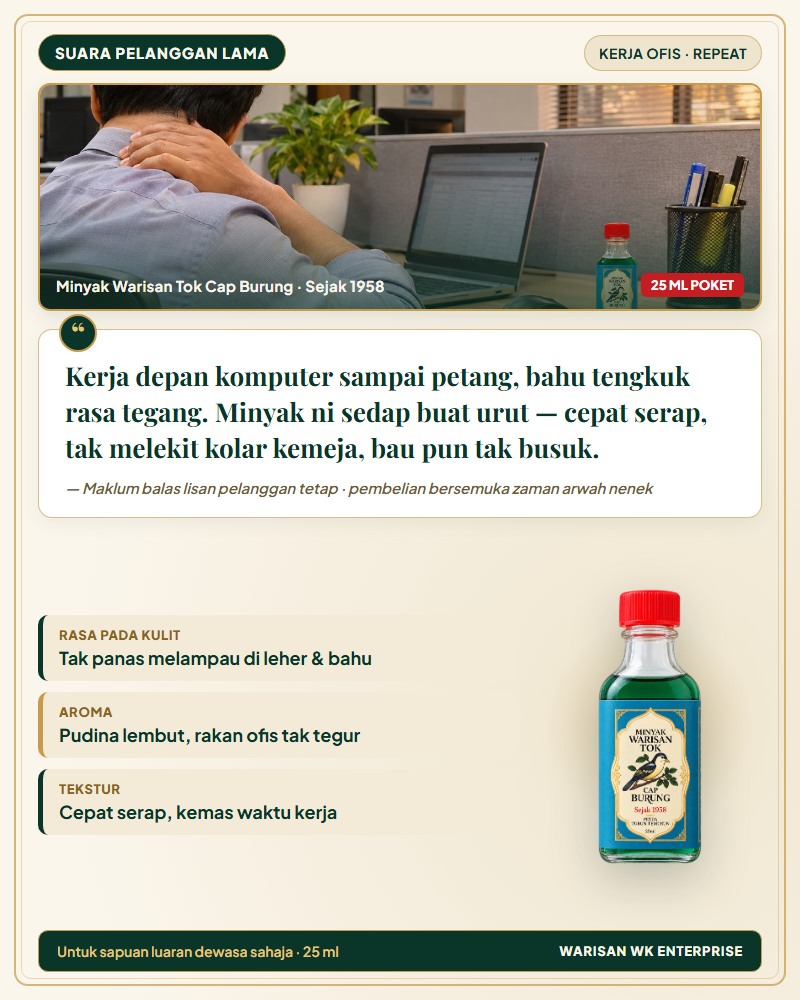 SUARA PELANGGAN LAMA
KERJA OFIS · REPEAT
Minyak Warisan Tok Cap Burung · Sejak 1958
25 ML POKET
“
Kerja depan komputer sampai petang, bahu tengkuk
rasa tegang. Minyak ni sedap buat urut — cepat serap,
tak melekit kolar kemeja, bau pun tak busuk.
— Maklum balas lisan pelanggan tetap · pembelian bersemuka zaman arwah nenek
RASA PADA KULIT
Tak panas melampau di leher & bahu
AROMA
Pudina lembut, rakan ofis tak tegur
TEKSTUR
Cepat serap, kemas waktu kerja
MINYAK
WARISAN
TOK
CAP
BURUNG
Sejak 1958
25ml
Untuk sapuan luaran dewasa sahaja · 25 ml
WARISAN WK ENTERPRISE